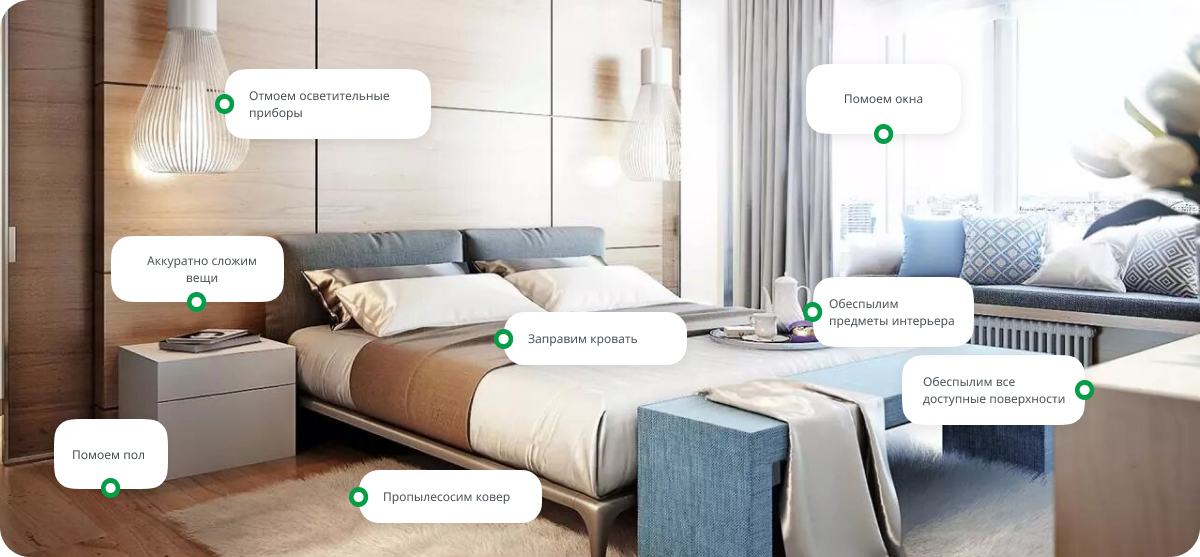 Отмоем осветительные
приборы
Помоем окна
Аккуратно сложим
вещи
Обеспылим
предметы интерьера
Заправим кровать
Обеспылим все
доступные поверхности
Помоем пол
Пропылесосим ковер